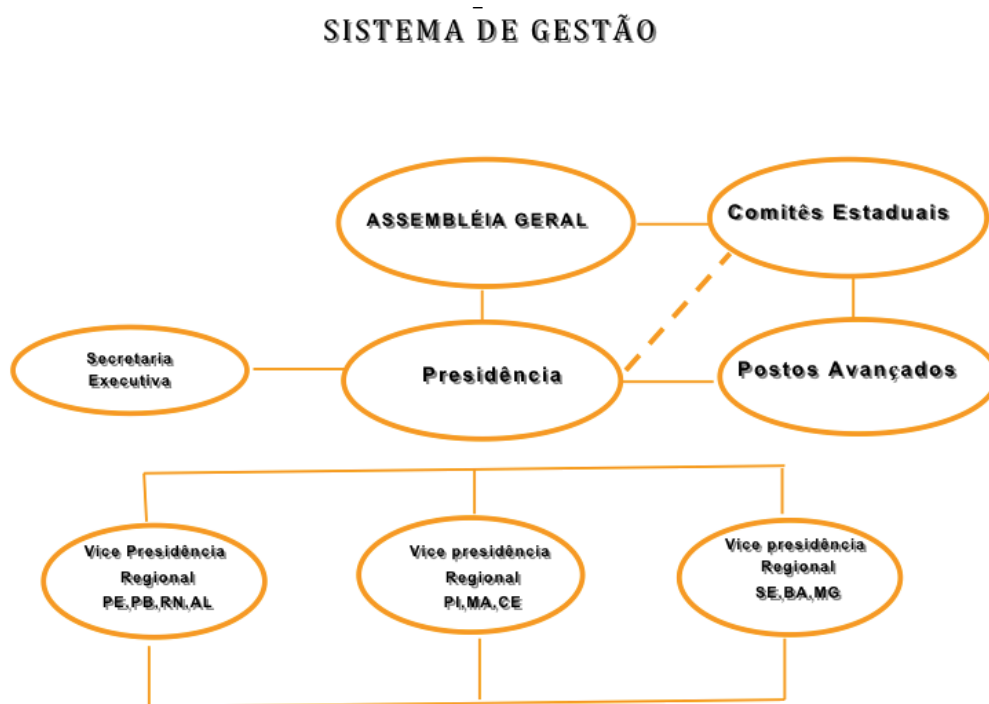 SISTEMA DE GESTÃO
ASSEMBLÉIA GERAL
Comitês Estaduais
Secretaria
Executiva
Presidência
Postos Avançados
Vice Presidência
Regional
PE,PB,RN,AL
Vice presidência
Regional
PI,MA,CE
Vice presidência
Regional
SE,BA,MG